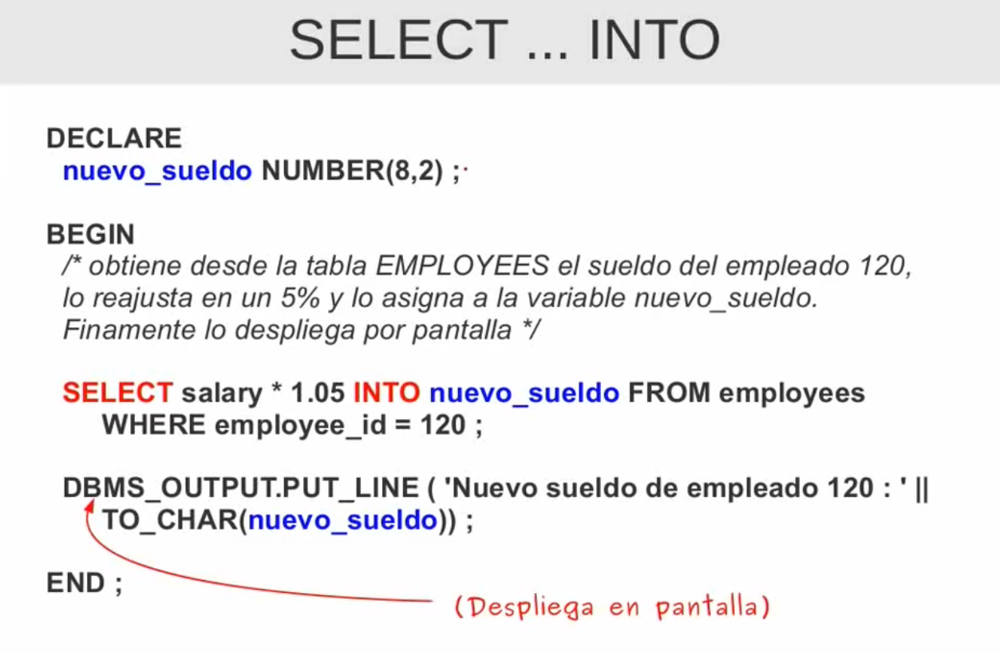 SELECT ... INTO
DECLARE
nuevo_sueldo NUMBER(8,2) ;
BEGIN
/* obtiene desde la tabla EMPLOYEES el sueldo del empleado 120,
lo reajusta en un 5% y lo asigna a la variable nuevo_sueldo.
Finamente lo despliega por pantalla */
SELECT salary * 1.05 INTO nuevo_sueldo FROM employees
WHERE employee_id = 120 ;
DBMS_OUTPUT.PUT_LINE ( 'Nuevo sueldo de empleado 120 : ' ||
TO_CHAR(nuevo_sueldo)) ;
END ;
(Despliega en pantalla)